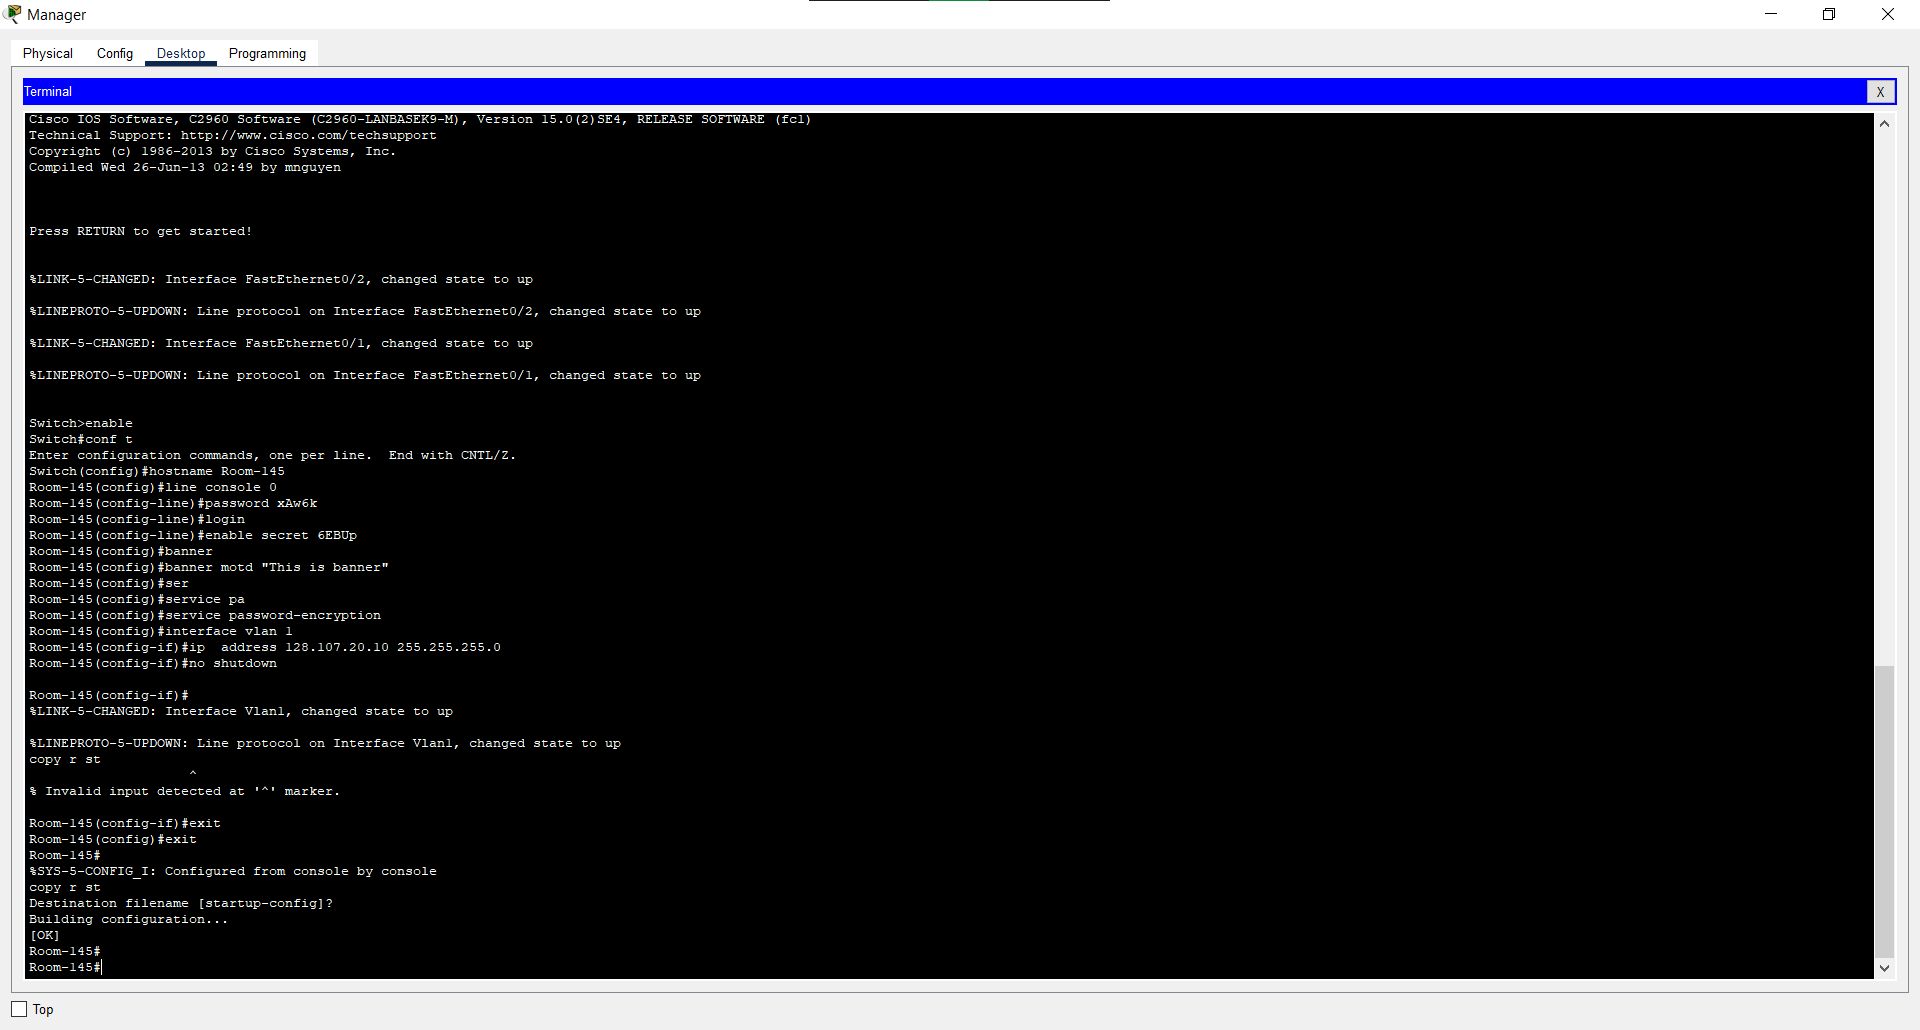 Manager
Physical Config Desktop Programming
Terminal X
Cisco IOS Software, C2960 Software (C2960-LANBASEK9-M), Version 15.0(2)SE4, RELEASE SOFTWARE (fc1)
Technical Support: http://www.cisco.com/techsupport
Copyright (c) 1986-2013 by Cisco Systems, Inc.
Compiled Wed 26-Jun-13 02:49 by mnguyen
Press RETURN to get started!
%LINK-5-CHANGED: Interface FastEthernet0/2, changed state to up
%LINEPROTO-5-UPDOWN: Line protocol on Interface FastEthernet0/2, changed state to up
%LINK-5-CHANGED: Interface FastEthernet0/1, changed state to up
%LINEPROTO-5-UPDOWN: Line protocol on Interface FastEthernet0/1, changed state to up
Switch>enable
Switch#conf t
Enter configuration commands, one per line.  End with CNTL/Z.
Switch(config)#hostname Room-145
Room-145(config)#line console 0
Room-145(config-line)#password xAw6k
Room-145(config-line)#login
Room-145(config-line)#enable secret 6EBUp
Room-145(config)#banner
Room-145(config)#banner motd "This is banner"
Room-145(config)#ser
Room-145(config)#service pa
Room-145(config)#service password-encryption
Room-145(config)#interface vlan 1
Room-145(config-if)#ip  address 128.107.20.10 255.255.255.0
Room-145(config-if)#no shutdown
Room-145(config-if)#
%LINK-5-CHANGED: Interface Vlan1, changed state to up
%LINEPROTO-5-UPDOWN: Line protocol on Interface Vlan1, changed state to up
copy r st
^
% Invalid input detected at '^' marker.
Room-145(config-if)#exit
Room-145(config)#exit
Room-145#
%SYS-5-CONFIG_I: Configured from console by console
copy r st
Destination filename [startup-config]?
Building configuration...
[OK]
Room-145#
Room-145#
Top